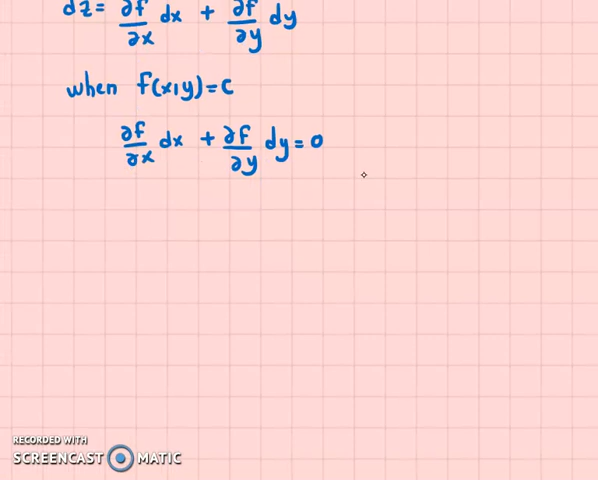 dz = ∂f/∂x dx + ∂f/∂y dy
when f(x,y)=c
∂f/∂x dx + ∂f/∂y dy = 0
RECORDED WITH
SCREENCAST MATIC